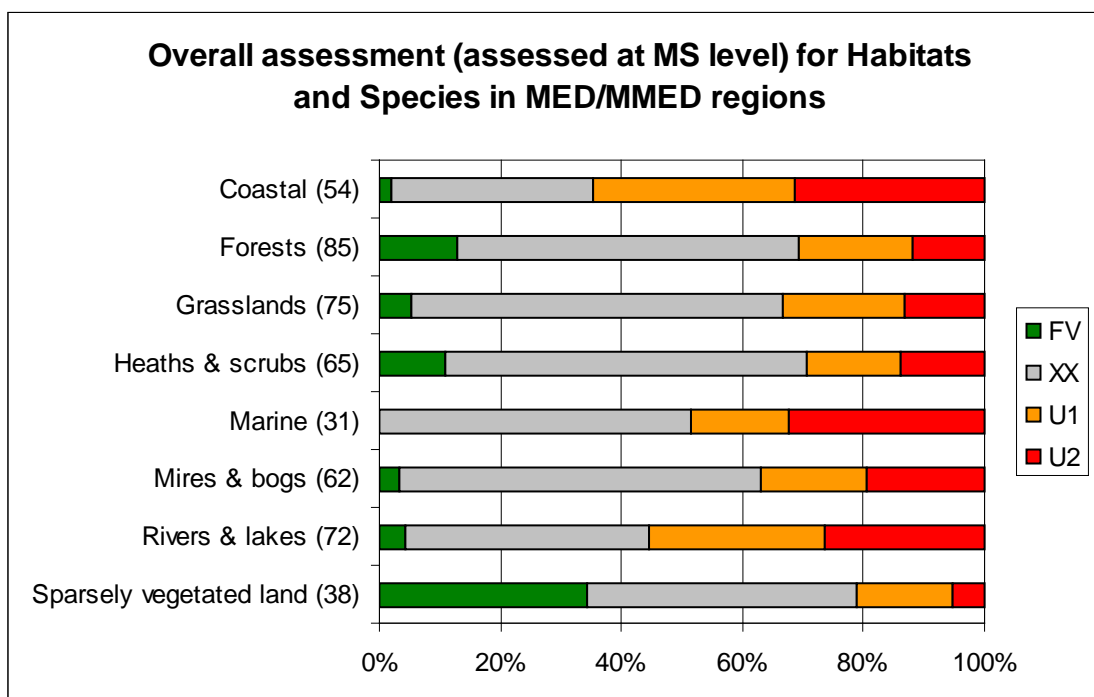 Overall assessment (assessed at MS level) for Habitats
and Species in MED/MMED regions
Coastal (54)
Forests (85)
Grasslands (75)
Heaths & scrubs (65)
Marine (31)
Mires & bogs (62)
Rivers & lakes (72)
Sparsely vegetated land (38)
0% 20% 40% 60% 80% 100%
FV
XX
U1
U2